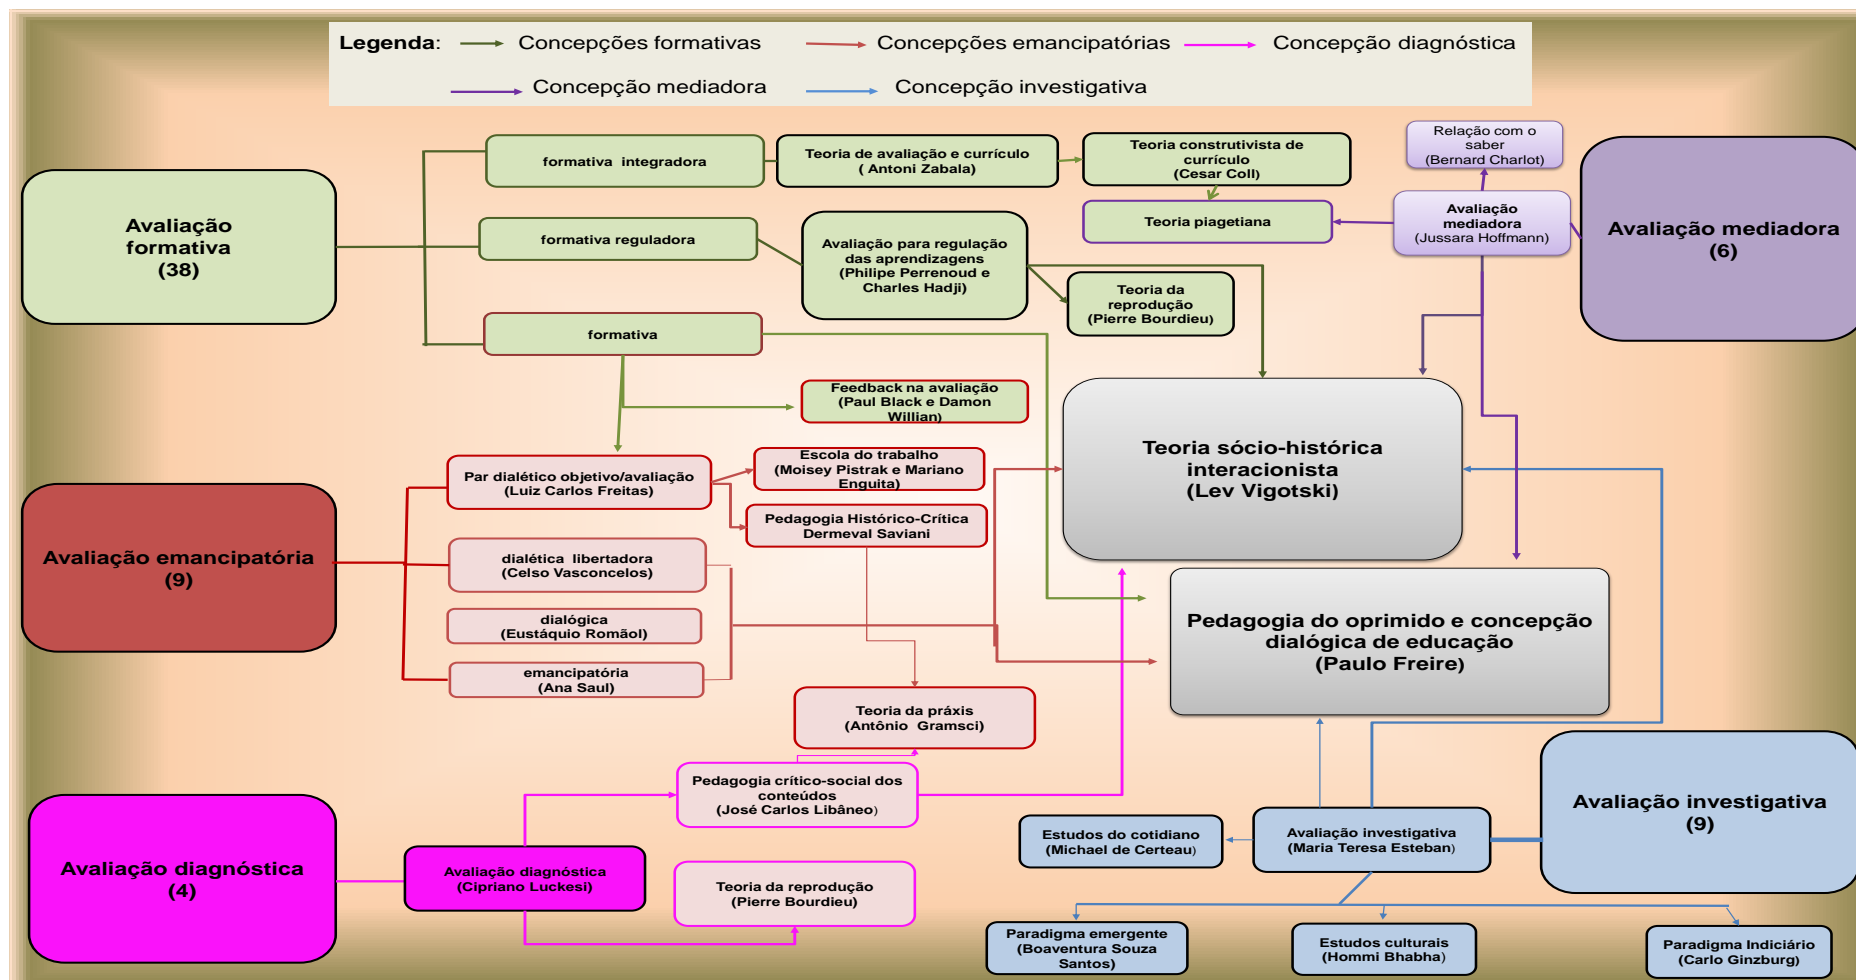 Legenda: Concepções formativas Concepções emancipatórias Concepção diagnóstica
Concepção mediadora Concepção investigativa
Avaliação
formativa
(38)
formativa integradora
Teoria de avaliação e currículo
( Antoni Zabala)
Teoria construtivista de
currículo
(Cesar Coll)
Relação com o
saber
(Bernard Charlot)
formativa reguladora
Avaliação para regulação
das aprendizagens
(Philipe Perrenoud e
Charles Hadji)
Teoria piagetiana
Avaliação
mediadora
(Jussara Hoffmann)
Avaliação mediadora
(6)
Teoria da
reprodução
(Pierre Bourdieu)
formativa
Feedback na avaliação
(Paul Black e Damon
Willian)
Teoria sócio-histórica
interacionista
(Lev Vigotski)
Avaliação emancipatória
(9)
Par dialético objetivo/avaliação
(Luiz Carlos Freitas)
Escola do trabalho
(Moisey Pistrak e Mariano
Enguita)
Pedagogia Histórico-Crítica
Dermeval Saviani
dialética libertadora
(Celso Vasconcelos)
dialógica
(Eustáquio Romãol)
emancipatória
(Ana Saul)
Pedagogia do oprimido e concepção
dialógica de educação
(Paulo Freire)
Teoria da práxis
(Antônio Gramsci)
Pedagogia crítico-social dos
conteúdos
(José Carlos Libâneo)
Avaliação diagnóstica
(4)
Avaliação diagnóstica
(Cipriano Luckesi)
Teoria da reprodução
(Pierre Bourdieu)
Avaliação investigativa
(9)
Avaliação investigativa
(Maria Teresa Esteban)
Estudos do cotidiano
(Michael de Certeau)
Paradigma emergente
(Boaventura Souza
Santos)
Estudos culturais
(Hommi Bhabha)
Paradigma Indiciário
(Carlo Ginzburg)